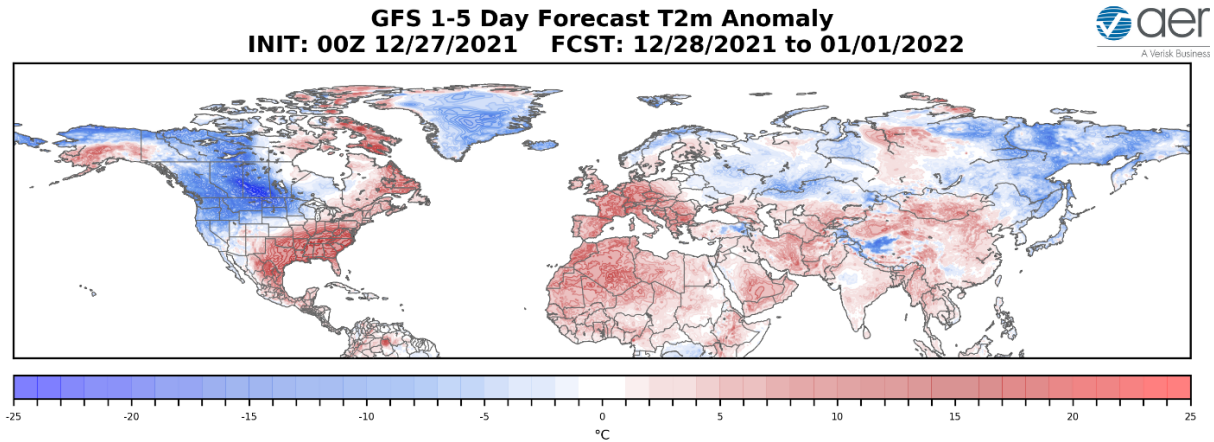 GFS 1-5 Day Forecast T2m Anomaly
INIT: 00Z 12/27/2021 FCST: 12/28/2021 to 01/01/2022
aer
A Verisk Business
-25 -20 -15 -10 -5 0 5 10 15 20 25
°C